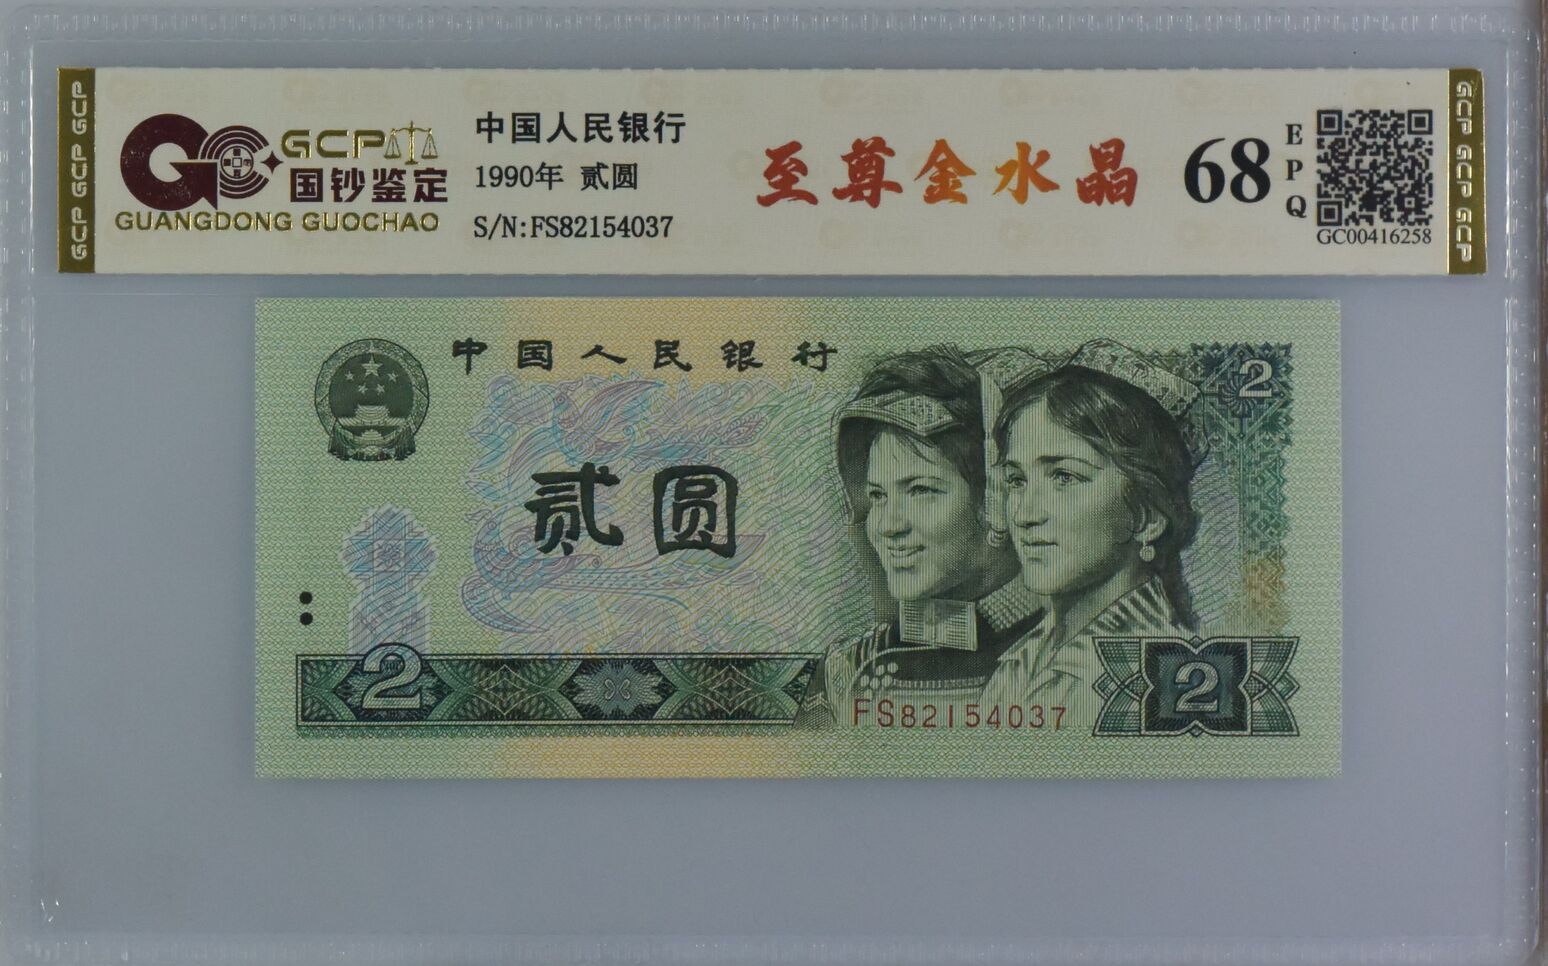 GCP GCP GCP
GCP
国钞鉴定
GUANGDONG GUOCHAO
中国人民银行
1990年 贰圆
S/N:FS82154037
至尊金水晶
68
EPQ
GC00416258
GCP GCP GCP
中国人民银行
2
贰圆
2
FS82154037
2